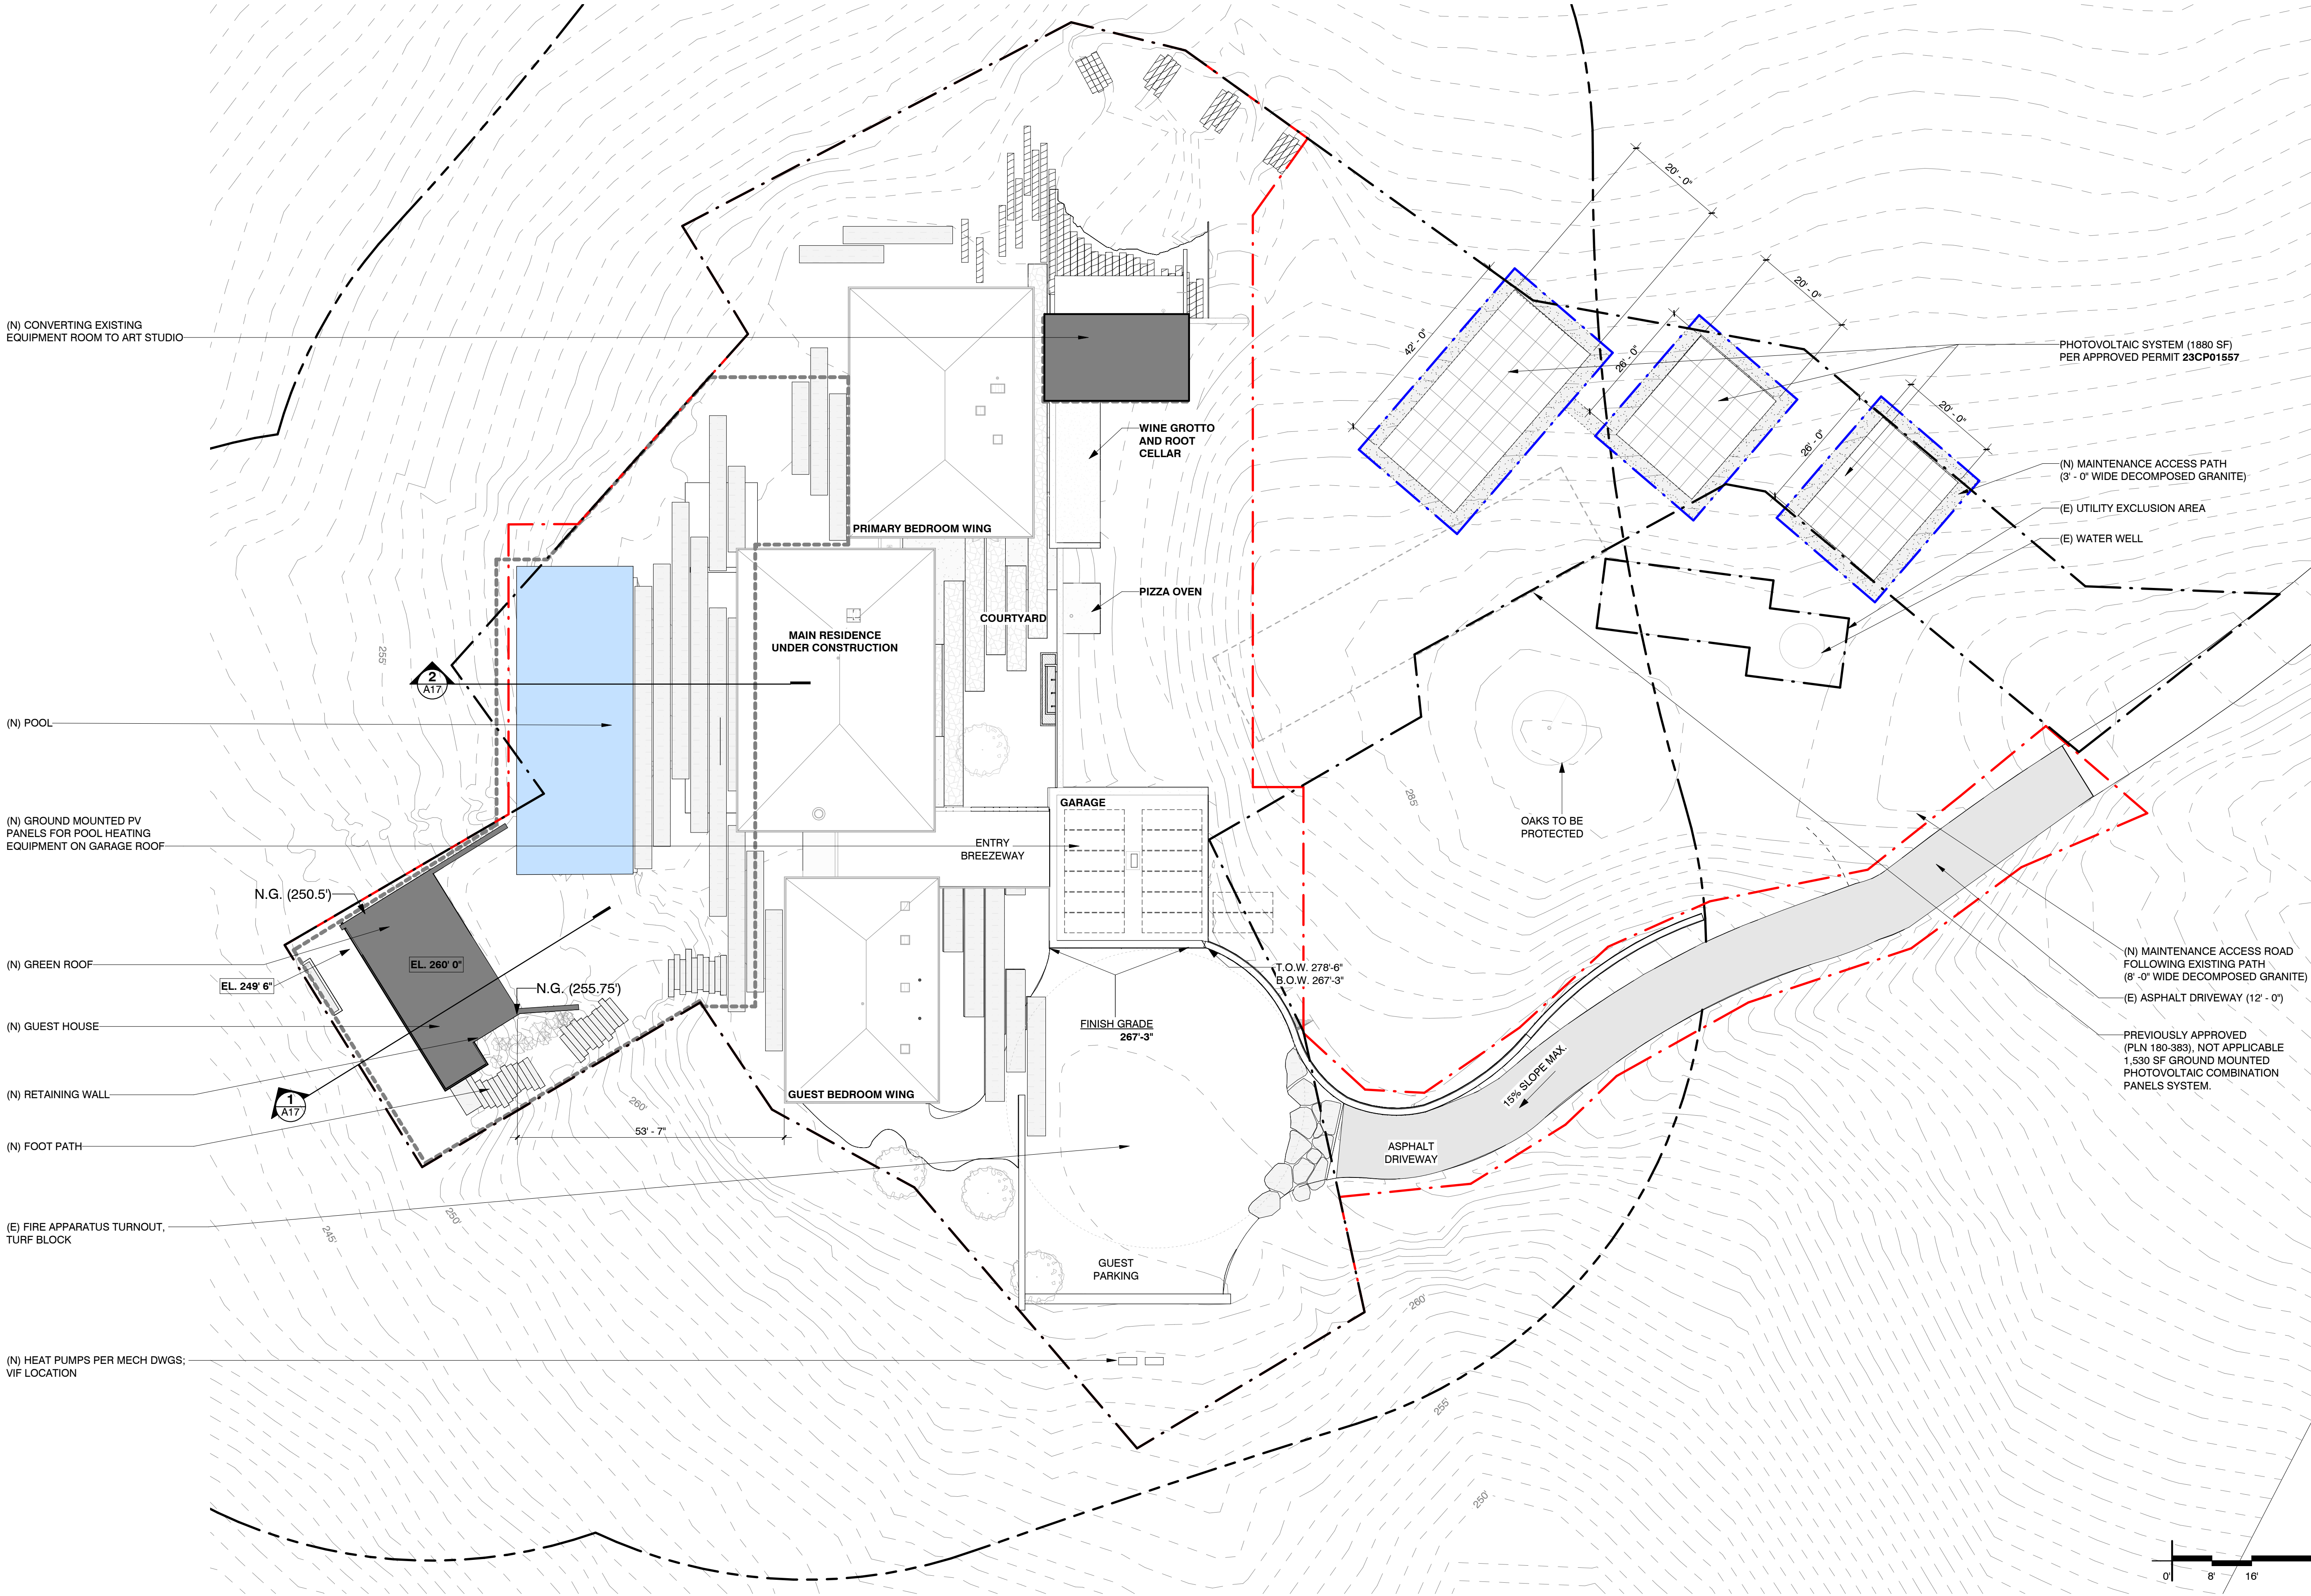 (N) CONVERTING EXISTING
EQUIPMENT ROOM TO ART STUDIO
(N) POOL
(N) GROUND MOUNTED PV
PANELS FOR POOL HEATING
EQUIPMENT ON GARAGE ROOF
N.G. (250.5')
(N) GREEN ROOF
EL. 249' 6"
EL. 260' 0"
N.G. (255.75')
(N) GUEST HOUSE
(N) RETAINING WALL
(N) FOOT PATH
(E) FIRE APPARATUS TURNOUT,
TURF BLOCK
(N) HEAT PUMPS PER MECH DWGS;
VIF LOCATION
2
A17
1
A17
255'
260'
250'
245'
53' - 7"
PRIMARY BEDROOM WING
WINE GROTTO
AND ROOT
CELLAR
PIZZA OVEN
COURTYARD
MAIN RESIDENCE
UNDER CONSTRUCTION
GARAGE
ENTRY
BREEZEWAY
GUEST BEDROOM WING
FINISH GRADE
267'-3"
T.O.W. 278'-6"
B.O.W. 267'-3"
GUEST
PARKING
ASPHALT
DRIVEWAY
15% SLOPE MAX.
285'
OAKS TO BE
PROTECTED
260'
255'
250'
20' - 0"
42' - 0"
20' - 0"
26' - 0"
20' - 0"
26' - 0"
PHOTOVOLTAIC SYSTEM (1880 SF)
PER APPROVED PERMIT 23CP01557
(N) MAINTENANCE ACCESS PATH
(3' - 0" WIDE DECOMPOSED GRANITE)
(E) UTILITY EXCLUSION AREA
(E) WATER WELL
(N) MAINTENANCE ACCESS ROAD
FOLLOWING EXISTING PATH
(8' -0" WIDE DECOMPOSED GRANITE)
(E) ASPHALT DRIVEWAY (12' - 0")
PREVIOUSLY APPROVED
(PLN 180-383), NOT APPLICABLE
1,530 SF GROUND MOUNTED
PHOTOVOLTAIC COMBINATION
PANELS SYSTEM.
0' 8' 16'